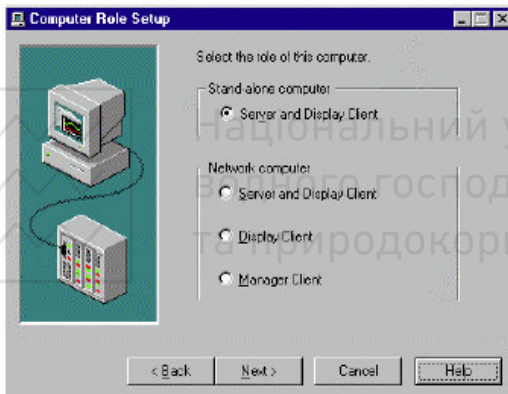 Computer Role Setup
Select the role of this computer.
Stand-alone computer
Server and Display Client
Національний
водного господ
та природокори
Network computer
Server and Display Client
Display Client
Manager Client
< Back
Next >
Cancel
Help